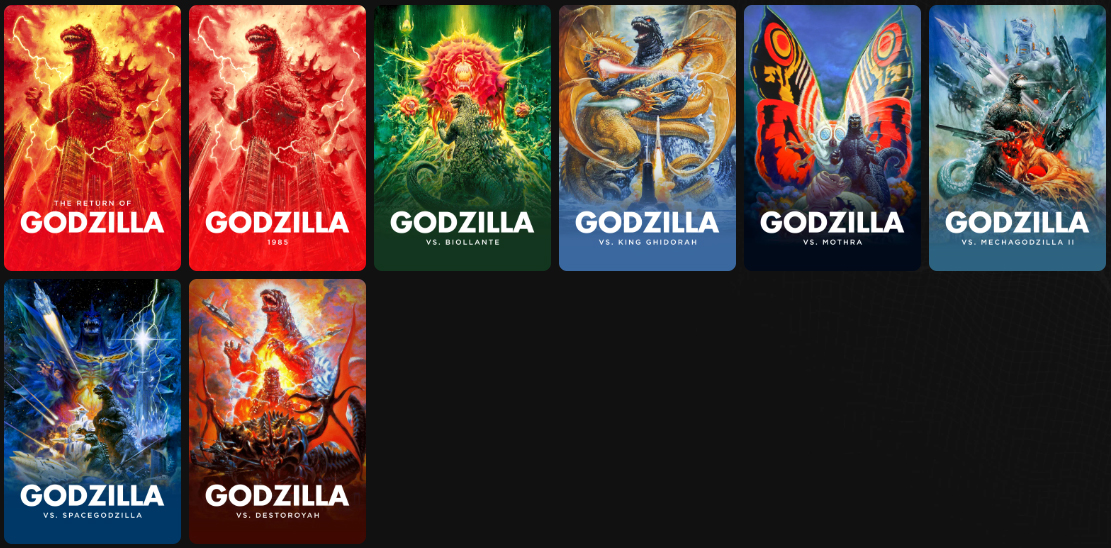 THE RETURN OF
GODZILLA
GODZILLA
1985
GODZILLA
VS. BIOLLANTE
GODZILLA
VS. KING GHIDORAH
GODZILLA
VS. MOTHRA
GODZILLA
VS. MECHAGODZILLA II
GODZILLA
VS. SPACEGODZILLA
GODZILLA
VS. DESTOROYAH